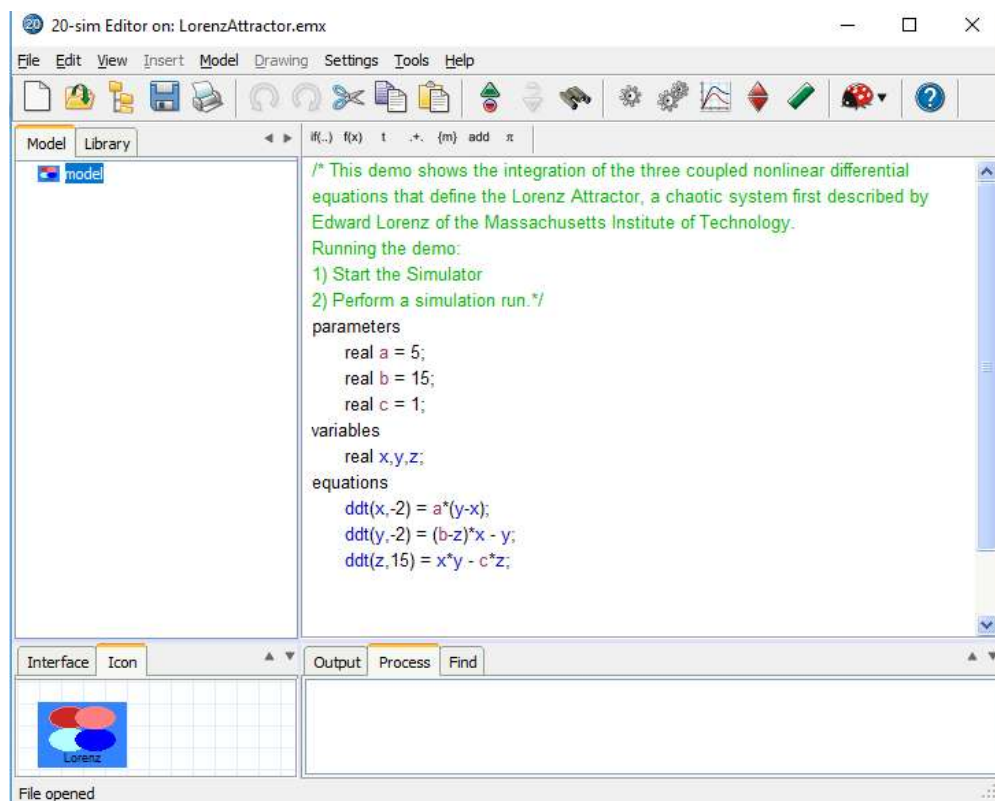 20-sim Editor on: LorenzAttractor.emx
File Edit View Insert Model Drawing Settings Tools Help
Model Library
if(..) f(x) t .+. {m} add π
model
/* This demo shows the integration of the three coupled nonlinear differential
equations that define the Lorenz Attractor, a chaotic system first described by
Edward Lorenz of the Massachusetts Institute of Technology.
Running the demo:
1) Start the Simulator
2) Perform a simulation run.*/
parameters
real a = 5;
real b = 15;
real c = 1;
variables
real x,y,z;
equations
ddt(x,-2) = a*(y-x);
ddt(y,-2) = (b-z)*x - y;
ddt(z,15) = x*y - c*z;
Interface Icon
Output Process Find
Lorenz
File opened